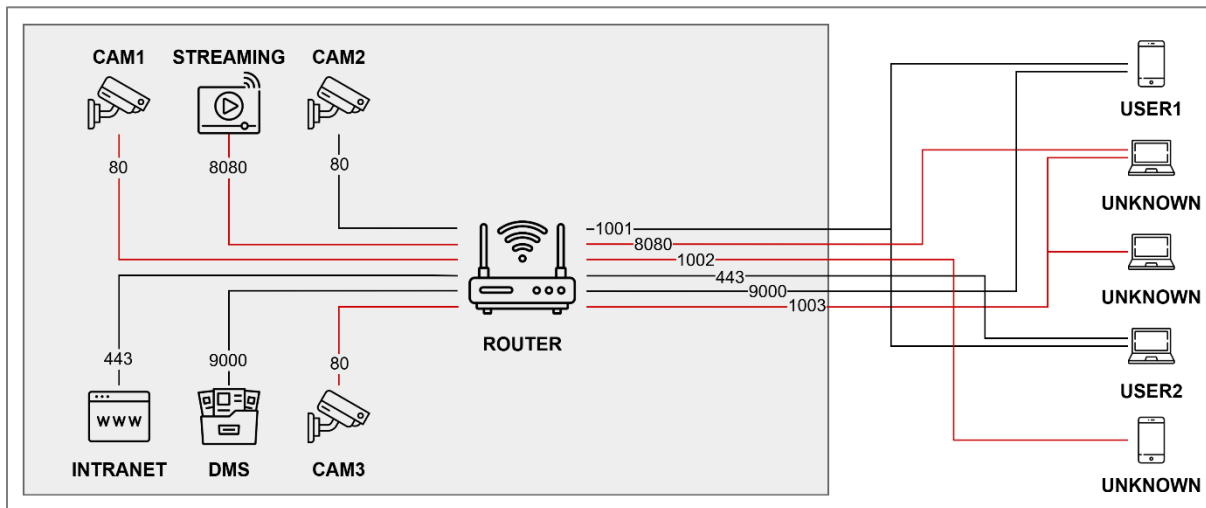 CAM1
STREAMING
CAM2
80
8080
80
443
9000
80
INTRANET
DMS
CAM3
WWW
ROUTER
1001
8080
1002
443
9000
1003
USER1
UNKNOWN
UNKNOWN
USER2
UNKNOWN